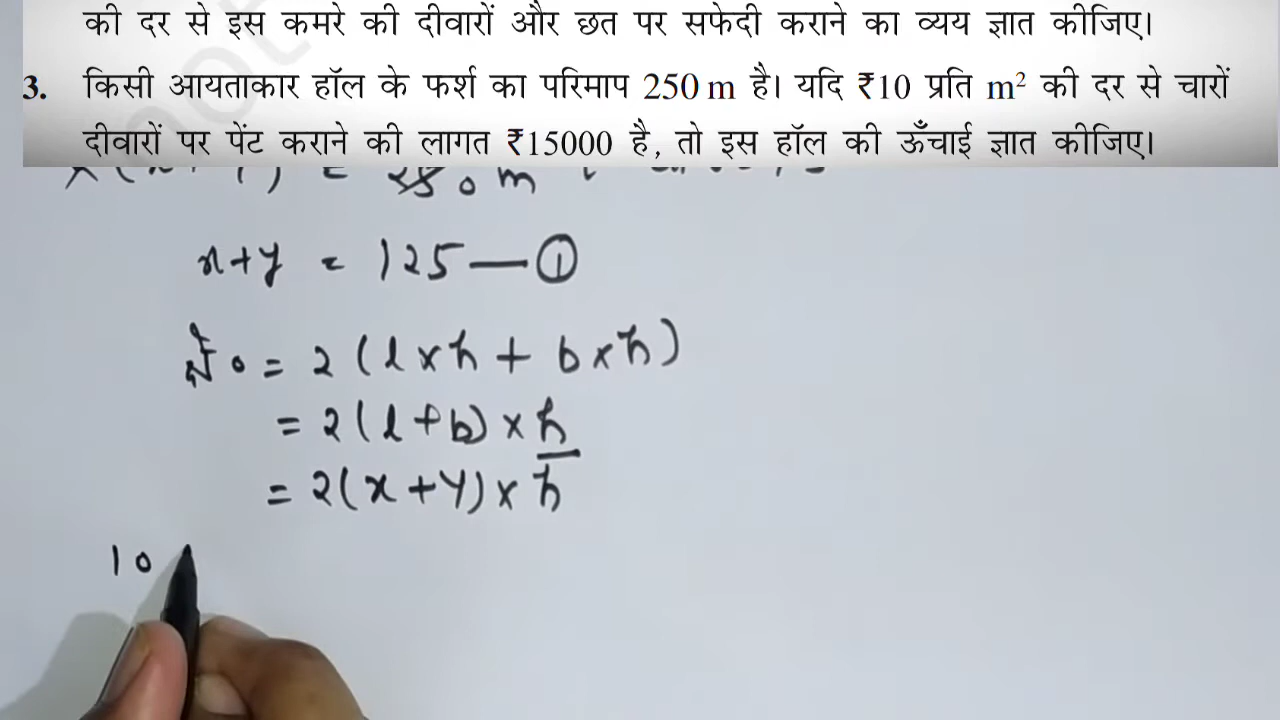 की दर से इस कमरे की दीवारों और छत पर सफेदी कराने का व्यय ज्ञात कीजिए।
3. किसी आयताकार हॉल के फर्श का परिमाप 250 m है। यदि ₹10 प्रति m² की दर से चारों
दीवारों पर पेंट कराने की लागत ₹15000 है, तो इस हॉल की ऊँचाई ज्ञात कीजिए।
x+y = 125 — ①
= 2 (l×h + b×h)
= 2(l+b) × h
= 2(x+y) × h
10